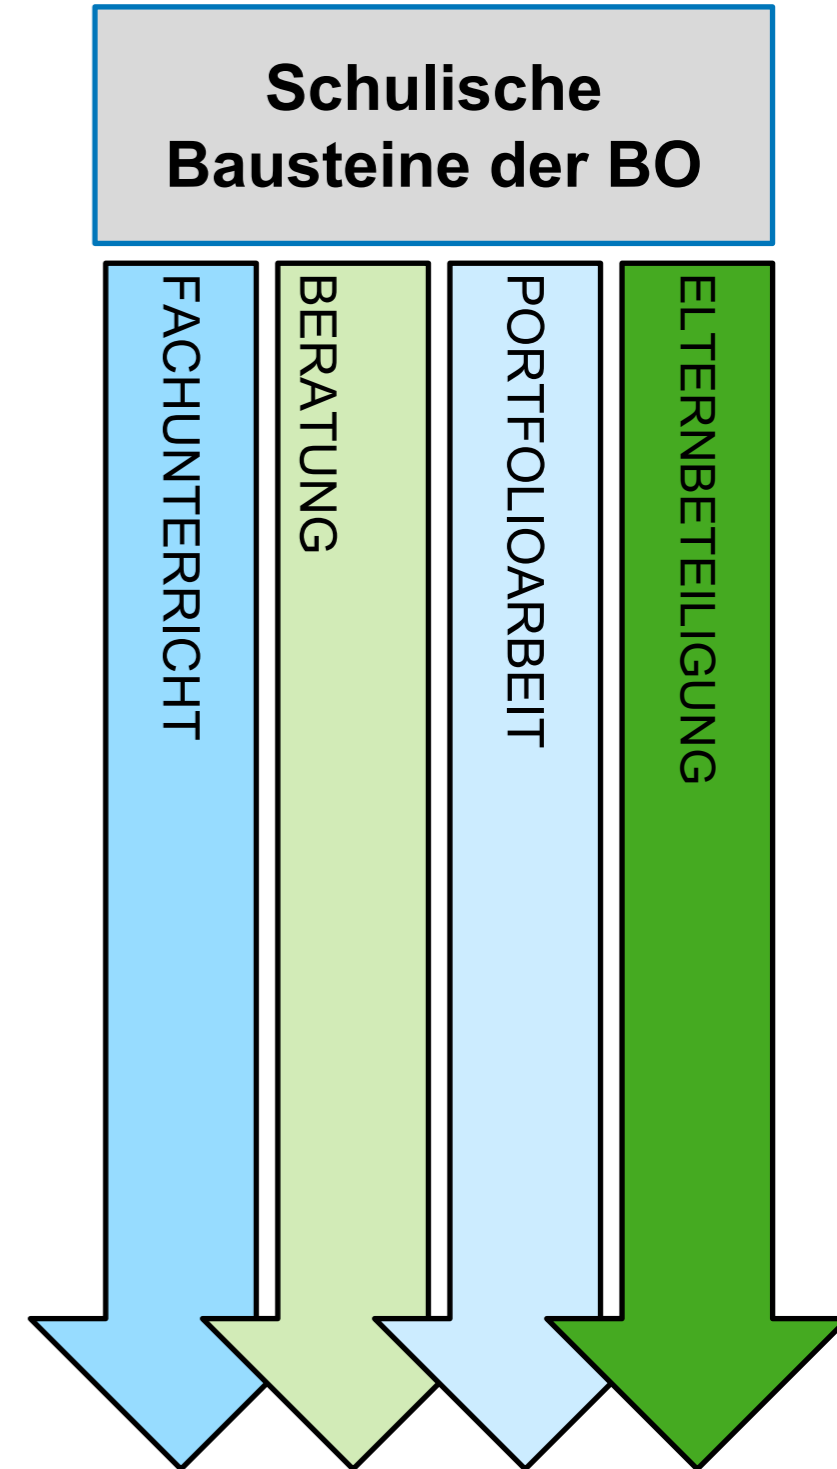 Schulische
Bausteine der BO
FACHUNTERRICHT
BERATUNG
PORTFOLIOARBEIT
ELTERNBETEILIGUNG